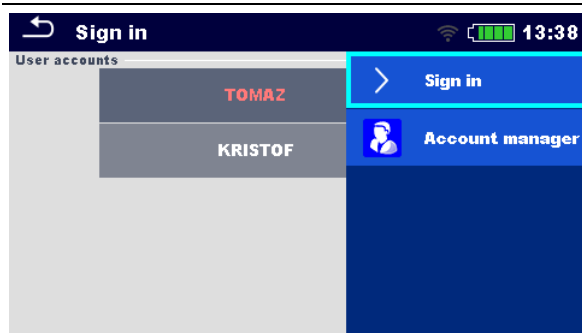 Sign in
13:38
User accounts
TOMAZ
KRISTOF
Sign in
Account manager